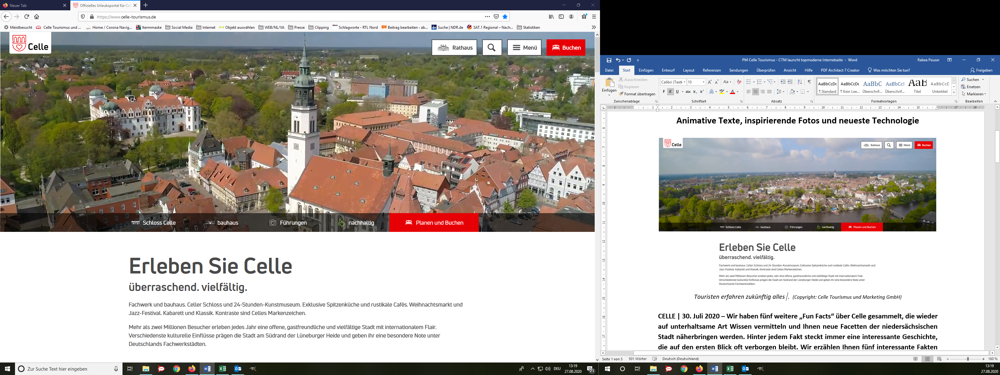 Neuer Tab
Offizielles Urlaubsportal für Cel
https://www.celle-tourismus.de
Meistbesucht
Celle Tourismus und ...
Home / Corona Navig...
Itermmaske
Social Media
Internet
Objekt auswählen
WEB/NL/VA
Presse
Clipping
Schlagworte - RTL Nord
Beitrag bearbeiten ‹ ab...
Suche | NDR.de
SAT.1 Regional – Nach...
Statistiken
Celle
Rathaus
Menü
Buchen
Schloss Celle
bauhaus
Führungen
nachhaltig
Planen und Buchen
Erleben Sie Celle
überraschend. vielfältig.
Fachwerk und bauhaus. Celler Schloss und 24-Stunden-Kunstmuseum. Exklusive Spitzenküche und rustikale Cafés. Weihnachtsmarkt und
Jazz-Festival. Kabarett und Klassik. Kontraste sind Celles Markenzeichen.
Mehr als zwei Millionen Besucher erleben jedes Jahr eine offene, gastfreundliche und vielfältige Stadt mit internationalem Flair.
Verschiedenste kulturelle Einflüsse prägen die Stadt am Südrand der Lüneburger Heide und geben ihr eine besondere Note unter
Deutschlands Fachwerkstädten.
Zur Suche Text hier eingeben
DEU
13:19
27.08.2020
23
PM Celle Tourismus - CTM launcht topmoderne Internetseite - Word
Rabea Peuser
Datei
Start
Einfügen
Entwurf
Layout
Referenzen
Sendungen
Überprüfen
Ansicht
Hilfe
PDF Architect 7 Creator
Was möchten Sie tun?
Freigeben
Einfügen
Ausschneiden
Kopieren
Format übertragen
Zwischenablage
Calibri (Textk
10
F K U abc x₂ x²
Schriftart
Absatz
AaBbCcDc
¶ Standard
AaBbCcDc
¶ Kein Lee...
AaBbC
Überschrif...
AaBbCcI
Überschrif...
AaB
Titel
AaBbCcD
Untertitel
Formatvorlagen
Suchen
Ersetzen
Markieren
Bearbeiten
Animative Texte, inspirierende Fotos und neueste Technologie
Celle
Rathaus
Menü
Buchen
Schloss Celle
bauhaus
Führungen
nachhaltig
Planen und Buchen
Erleben Sie Celle
überraschend. vielfältig.
Fachwerk und bauhaus. Celler Schloss und 24-Stunden-Kunstmuseum. Exklusive Spitzenküche und rustikale Cafés. Weihnachtsmarkt und
Jazz-Festival. Kabarett und Klassik. Kontraste sind Celles Markenzeichen.
Mehr als zwei Millionen Besucher erleben jedes Jahr eine offene, gastfreundliche und vielfältige Stadt mit internationalem Flair.
Verschiedenste kulturelle Einflüsse prägen die Stadt am Südrand der Lüneburger Heide und geben ihr eine besondere Note unter
Deutschlands Fachwerkstädten.
Touristen erfahren zukünftig alles . (Copyright: Celle Tourismus und Marketing GmbH)
CELLE | 30. Juli 2020 – Wir haben fünf weitere „Fun Facts“ über Celle gesammelt, die wieder
auf unterhaltsame Art Wissen vermitteln und Ihnen neue Facetten der niedersächsischen
Stadt näherbringen werden. Hinter jedem Fakt steckt immer eine interessante Geschichte,
die auf den ersten Blick oft verborgen bleibt. Wir erzählen Ihnen fünf interessante Fakten
Seite 1 von 3
501 Wörter
Deutsch (Deutschland)
160 %
13:19
27.08.2020